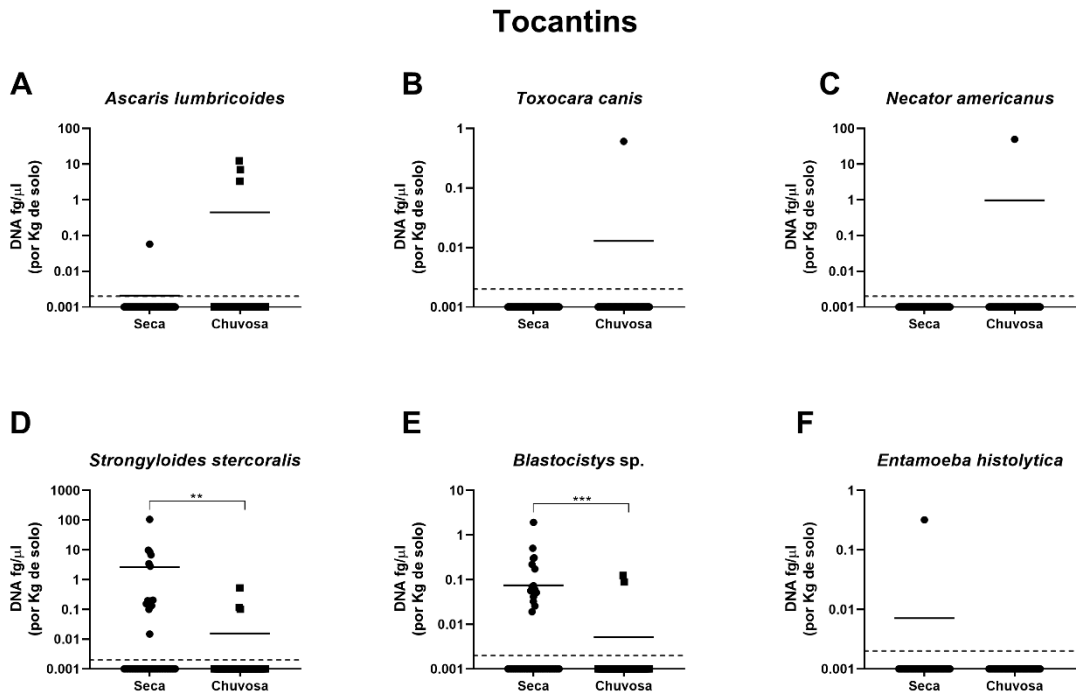 Tocantins
A
Ascaris lumbricoides
DNA fg/µl
(por Kg de solo)
100
10
1
0.1
0.01
0.001
Seca
Chuvosa
B
Toxocara canis
DNA fg/µl
(por Kg de solo)
1
0.1
0.01
0.001
Seca
Chuvosa
C
Necator americanus
DNA fg/µl
(por Kg de solo)
100
10
1
0.1
0.01
0.001
Seca
Chuvosa
D
Strongyloides stercoralis
DNA fg/µl
(por Kg de solo)
1000
100
10
1
0.1
0.01
0.001
**
Seca
Chuvosa
E
Blastocistys sp.
DNA fg/µl
(por Kg de solo)
10
1
0.1
0.01
0.001
***
Seca
Chuvosa
F
Entamoeba histolytica
DNA fg/µl
(por Kg de solo)
1
0.1
0.01
0.001
Seca
Chuvosa